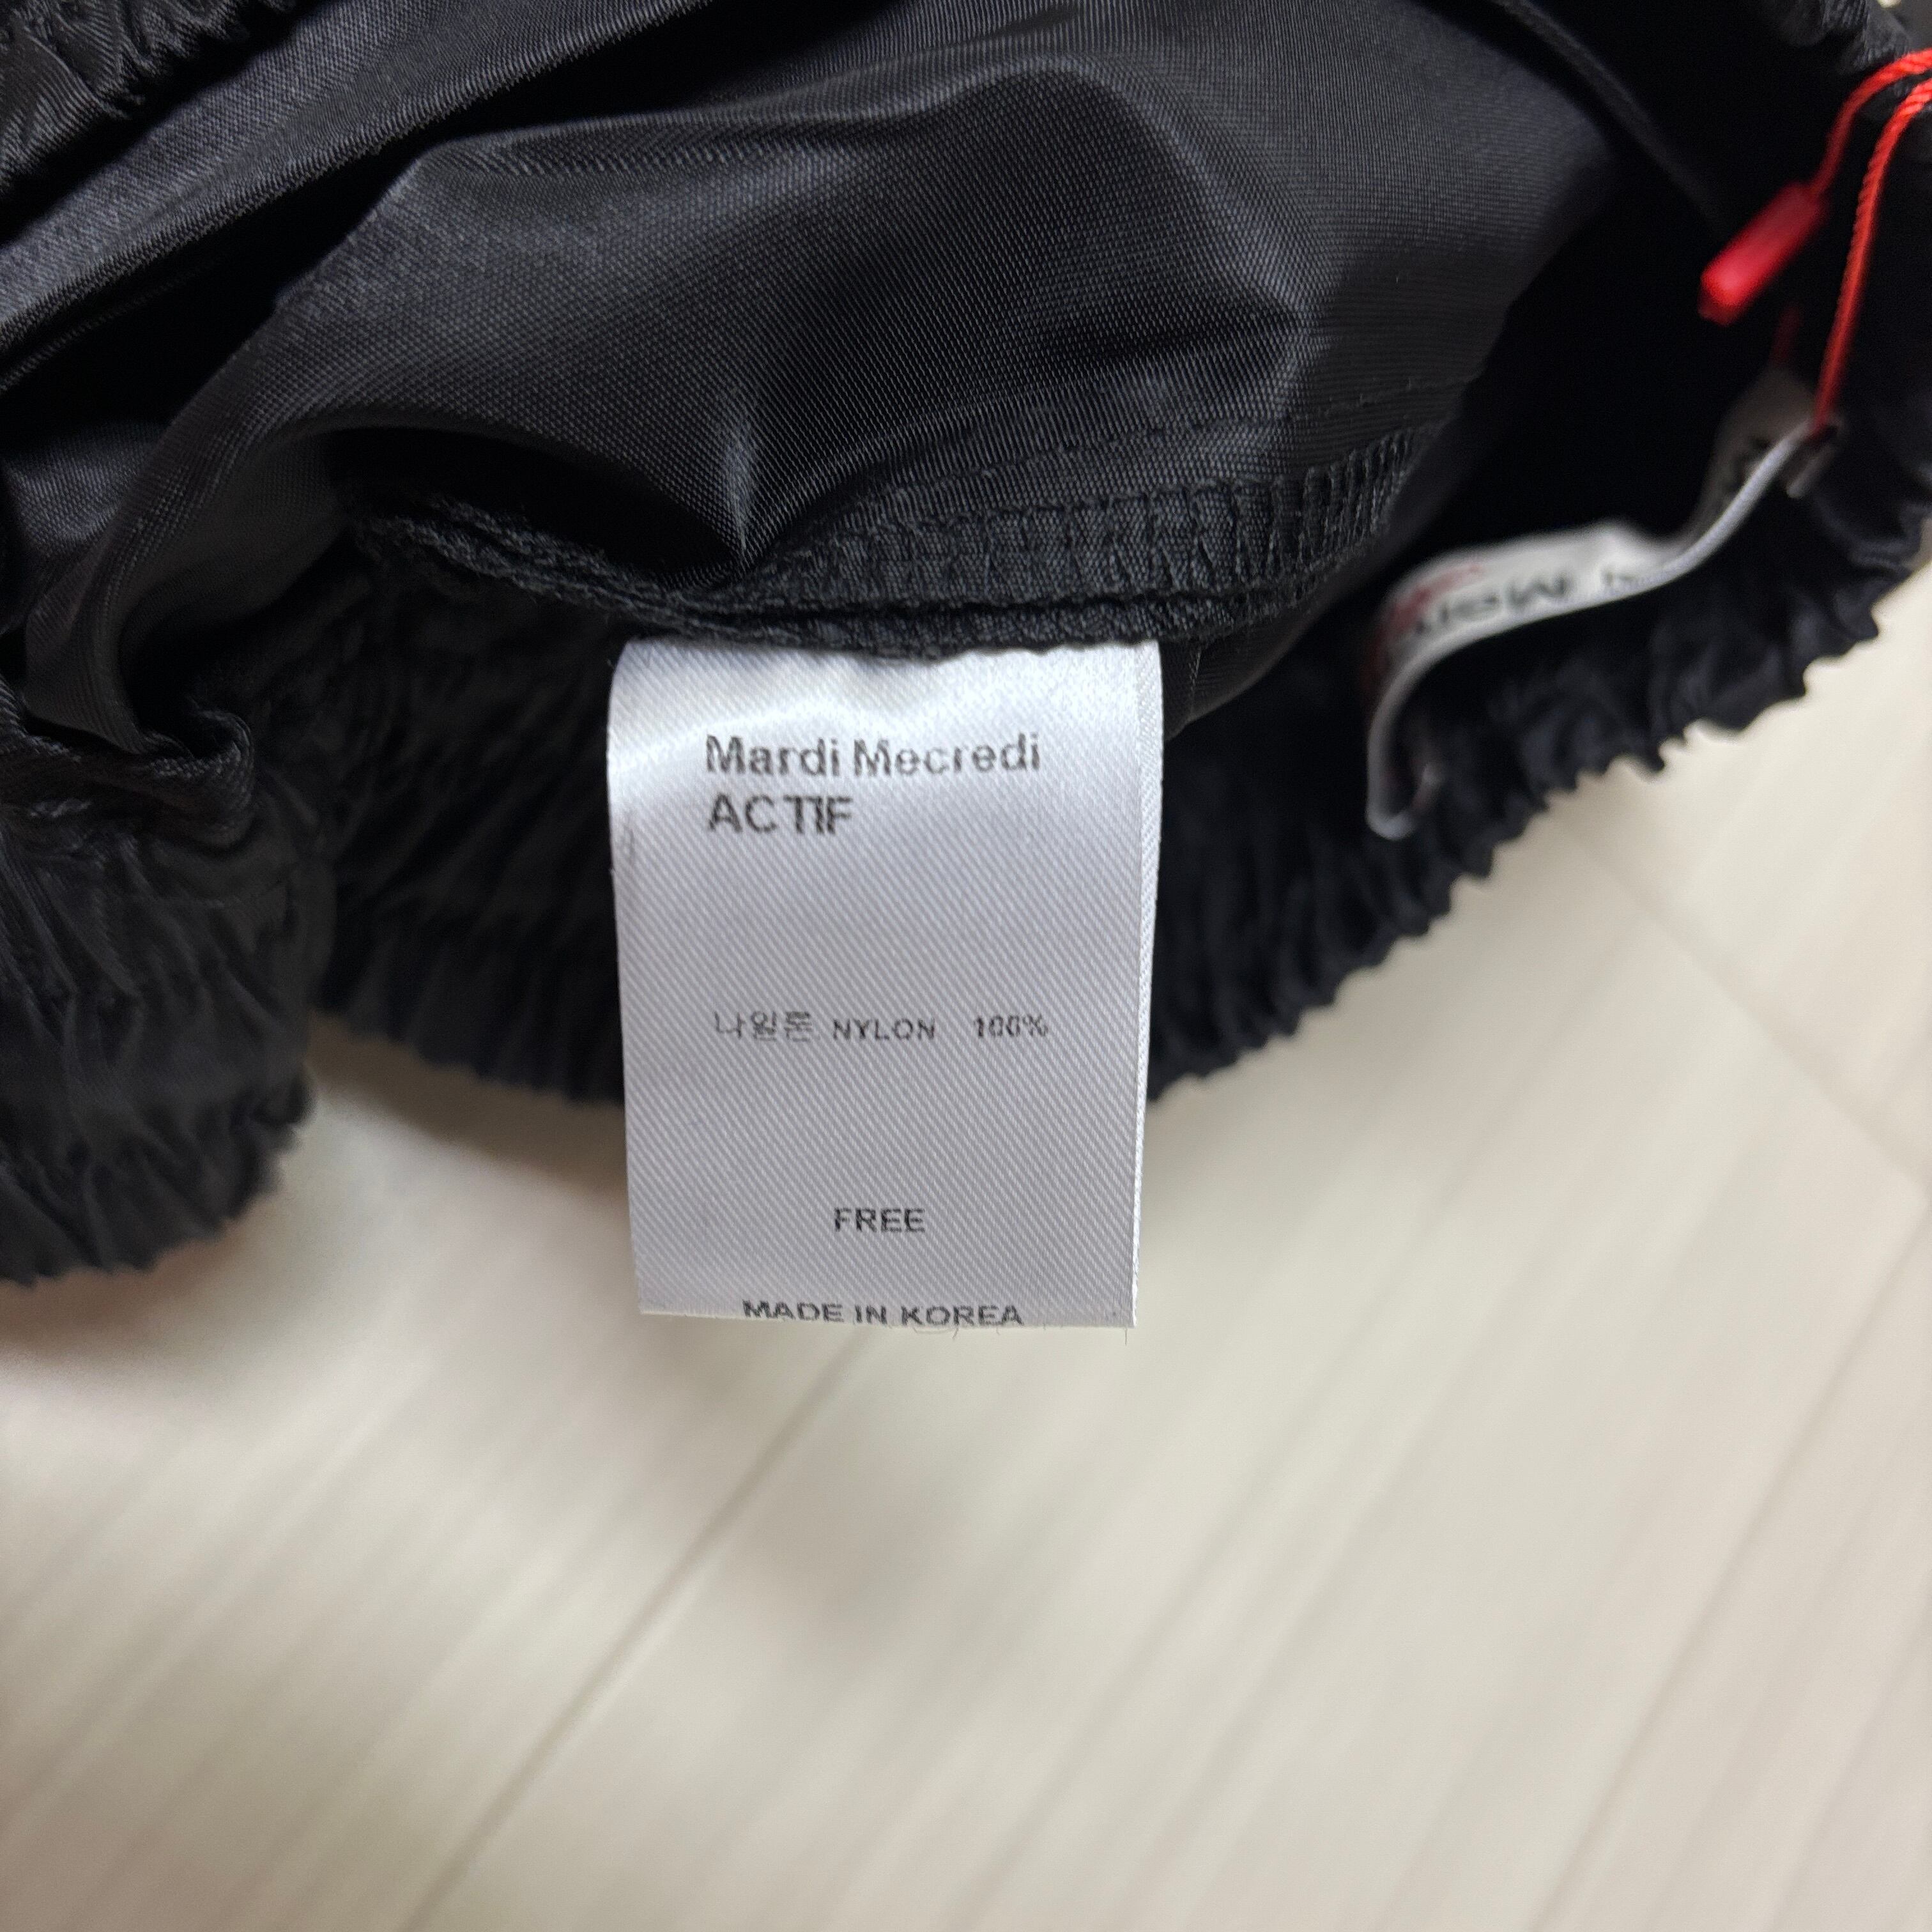 Mardi Mecredi
ACTIF
나일론 NYLON 100%
FREE
MADE IN KOREA